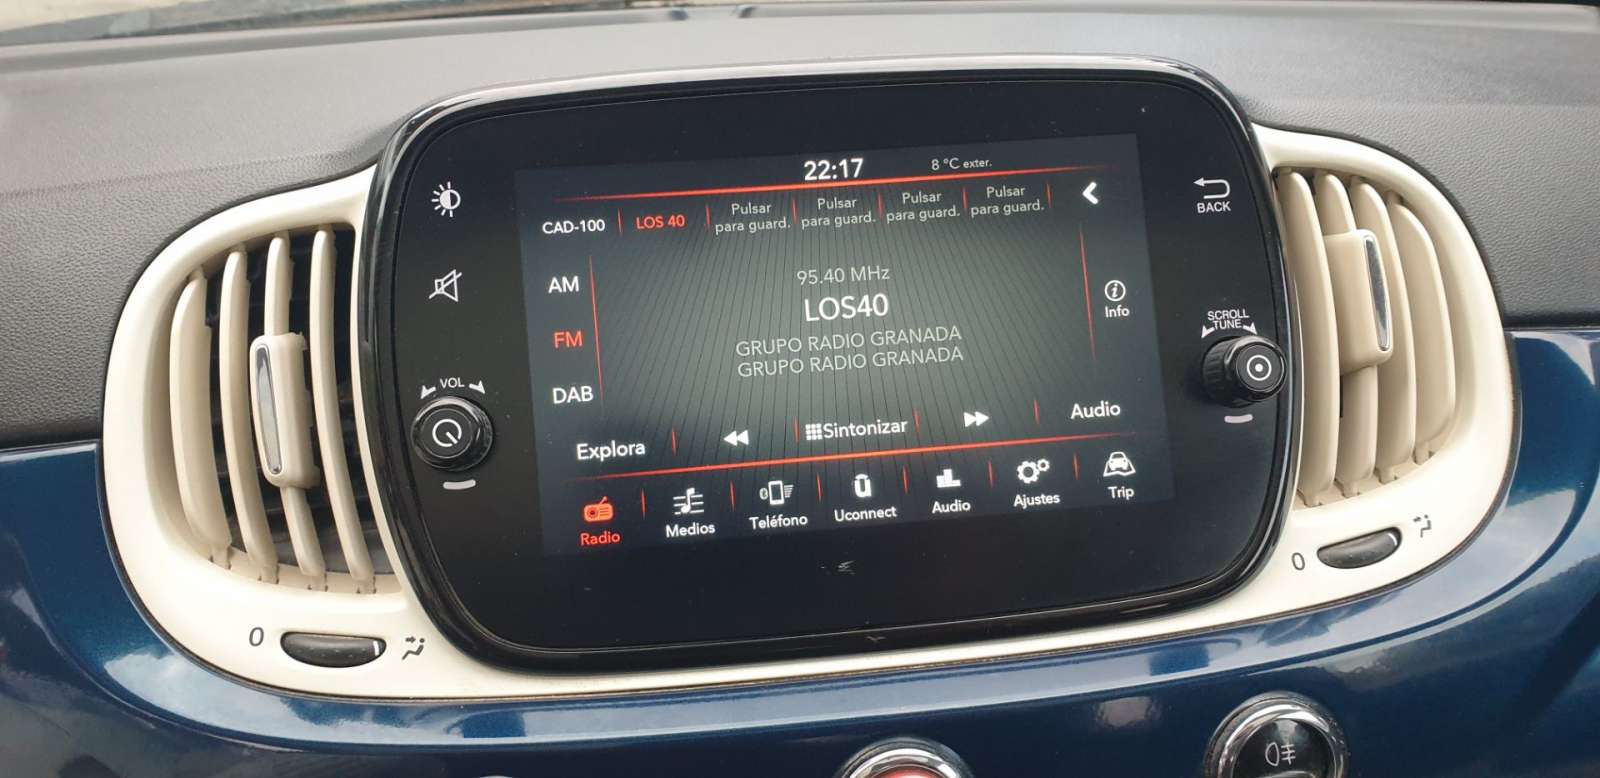 22:17
8 °C exter.
CAD-100
LOS 40
Pulsar
para guard.
Pulsar
para guard.
Pulsar
para guard.
Pulsar
para guard.
BACK
AM
FM
DAB
95.40 MHz
LOS40
GRUPO RADIO GRANADA
GRUPO RADIO GRANADA
i
Info
SCROLL
TUNE
VOL
Explora
Sintonizar
Audio
Radio
Medios
Teléfono
Uconnect
Audio
Ajustes
Trip
0
0